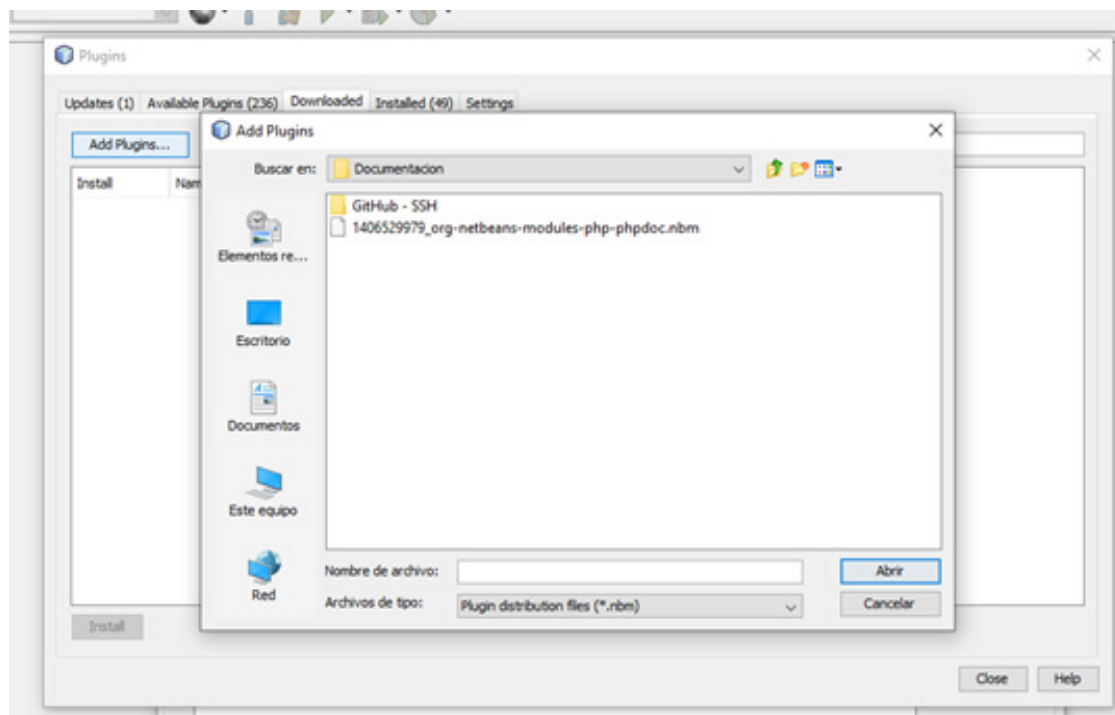 Plugins
Updates (1) Available Plugins (236) Downloaded Installed (49) Settings
Add Plugins...
Install Nam
Add Plugins
Buscar en: Documentacion
GitHub - SSH
1406529979_org-netbeans-modules-php-phpdoc.nbm
Elementos re...
Escritorio
Documentos
Este equipo
Red
Nombre de archivo: Abrir
Archivos de tipo: Plugin distribution files (*.nbm) Cancelar
Install
Close Help